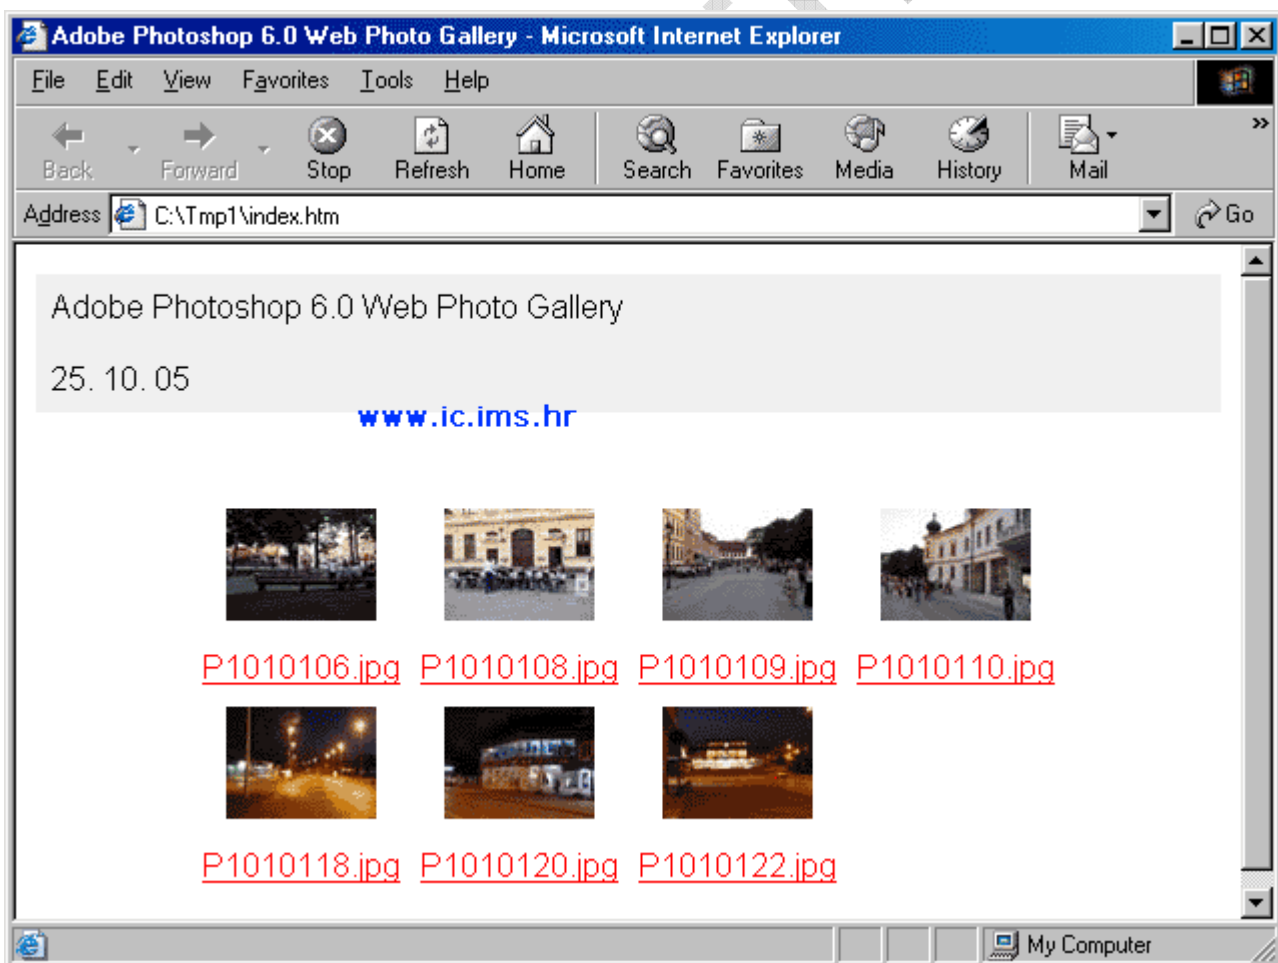 Adobe Photoshop 6.0 Web Photo Gallery - Microsoft Internet Explorer
File Edit View Favorites Tools Help
Back Forward Stop Refresh Home Search Favorites Media History Mail »
Address C:\Tmp1\index.htm Go
Adobe Photoshop 6.0 Web Photo Gallery
25. 10. 05
www.ic.ims.hr
P1010106.jpg P1010108.jpg P1010109.jpg P1010110.jpg
P1010118.jpg P1010120.jpg P1010122.jpg
My Computer